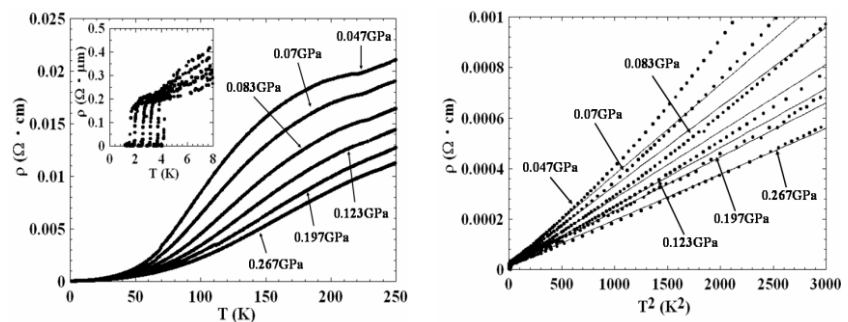 0.5
0.4
0.3
0.2
0.1
0
0 2 4 6 8
ρ (Ω・μm)
T (K)
0.025
0.02
0.015
0.01
0.005
0
ρ (Ω・cm)
0.047GPa
0.07GPa
0.083GPa
0.123GPa
0.197GPa
0.267GPa
0 50 100 150 200 250
T (K)
0.001
0.0008
0.0006
0.0004
0.0002
0
ρ (Ω・cm)
0.083GPa
0.07GPa
0.047GPa
0.267GPa
0.197GPa
0.123GPa
0 500 1000 1500 2000 2500 3000
T² (K²)